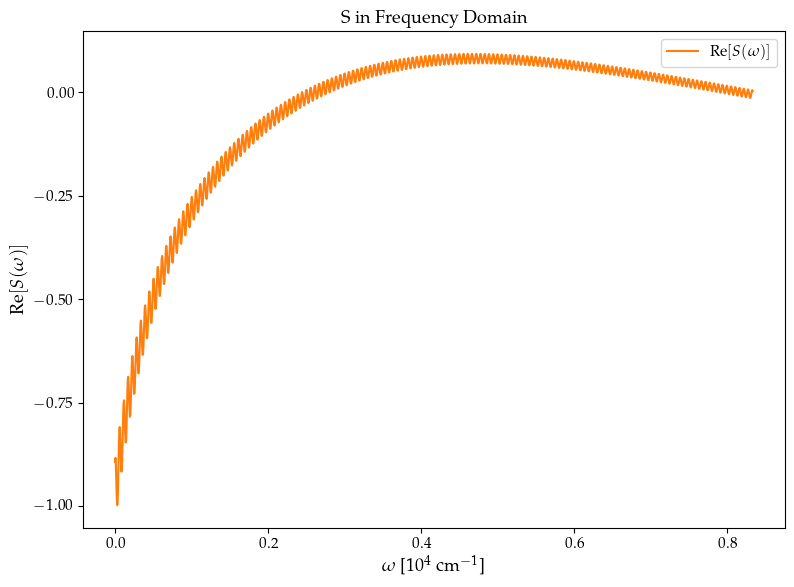 S in Frequency Domain
Re[S(ω)]
0.00
−0.25
−0.50
−0.75
−1.00
Re[S(ω)]
0.0 0.2 0.4 0.6 0.8
ω [10⁴ cm⁻¹]